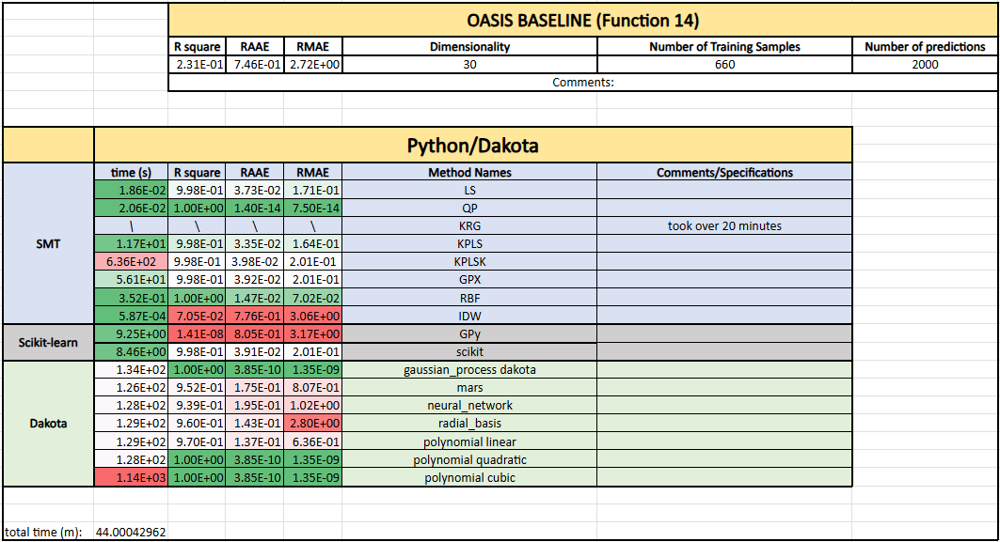 OASIS BASELINE (Function 14)
R square RAAE RMAE Dimensionality Number of Training Samples Number of predictions
2.31E-01 7.46E-01 2.72E+00 30 660 2000
Comments:
Python/Dakota
time (s) R square RAAE RMAE Method Names Comments/Specifications
SMT
1.86E-02 9.98E-01 3.73E-02 1.71E-01 LS
2.06E-02 1.00E+00 1.40E-14 7.50E-14 QP
\ \ \ \ KRG took over 20 minutes
1.17E+01 9.98E-01 3.35E-02 1.64E-01 KPLS
6.36E+02 9.98E-01 3.98E-02 2.01E-01 KPLSK
5.61E+01 9.98E-01 3.92E-02 2.01E-01 GPX
3.52E-01 1.00E+00 1.47E-02 7.02E-02 RBF
5.87E-04 7.05E-02 7.76E-01 3.06E+00 IDW
Scikit-learn
9.25E+00 1.41E-08 8.05E-01 3.17E+00 GPy
8.46E+00 9.98E-01 3.91E-02 2.01E-01 scikit
Dakota
1.34E+02 1.00E+00 3.85E-10 1.35E-09 gaussian_process dakota
1.26E+02 9.52E-01 1.75E-01 8.07E-01 mars
1.28E+02 9.39E-01 1.95E-01 1.02E+00 neural_network
1.29E+02 9.60E-01 1.43E-01 2.80E+00 radial_basis
1.29E+02 9.70E-01 1.37E-01 6.36E-01 polynomial linear
1.28E+02 1.00E+00 3.85E-10 1.35E-09 polynomial quadratic
1.14E+03 1.00E+00 3.85E-10 1.35E-09 polynomial cubic
total time (m): 44.00042962